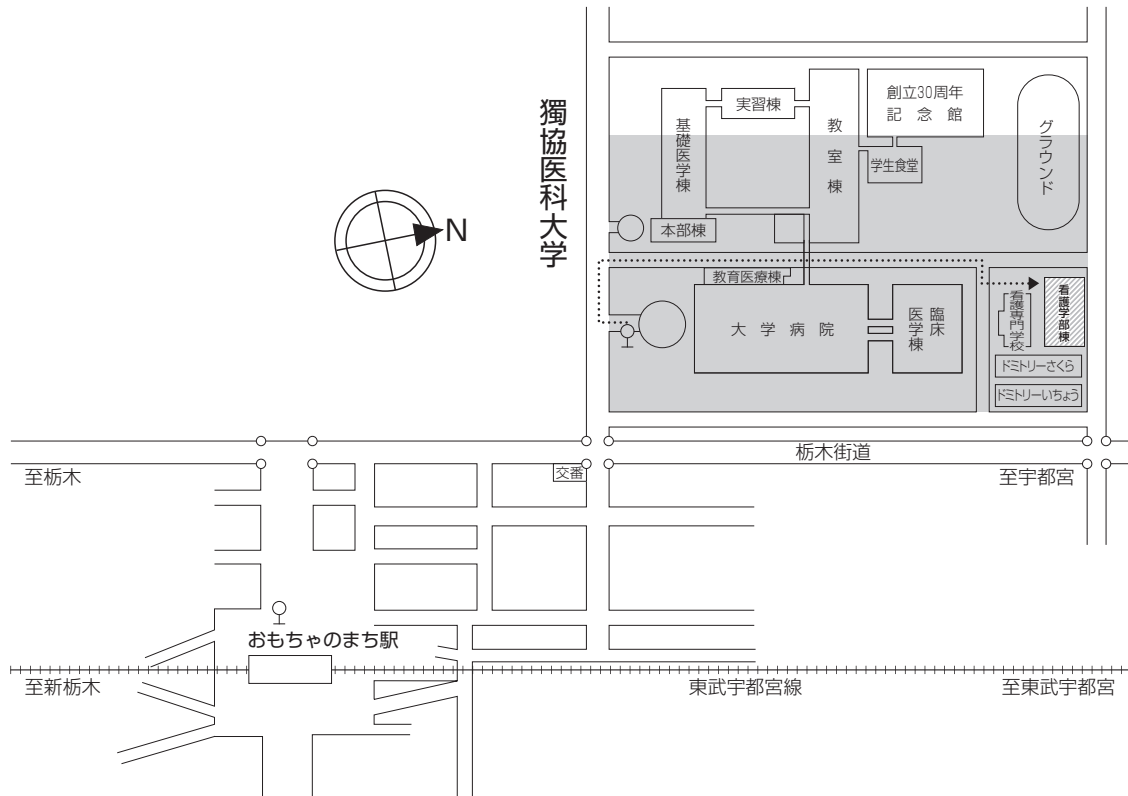 獨協医科大学
基礎医学棟
実習棟
教室棟
創立30周年
記念館
学生食堂
グラウンド
本部棟
教育医療棟
大学病院
臨床
医学棟
看護専門学校
看護学部棟
ドミトリーさくら
ドミトリーいちょう
N
栃木街道
至栃木
交番
至宇都宮
おもちゃのまち駅
至新栃木
東武宇都宮線
至東武宇都宮